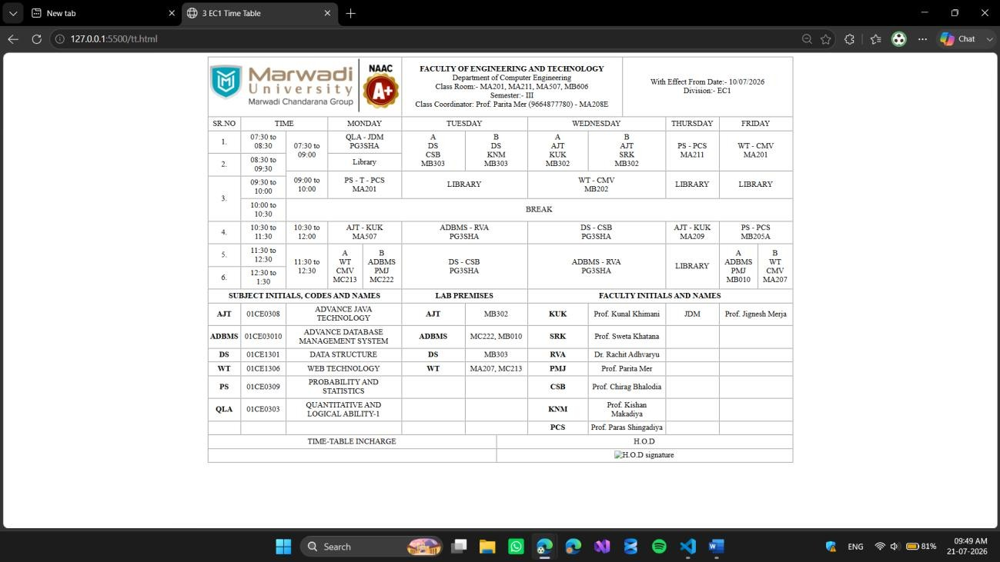 New tab
3 EC1 Time Table
127.0.0.1:5500/tt.html
Chat
Marwadi
University
Marwadi Chandarana Group
NAAC
A+
FACULTY OF ENGINEERING AND TECHNOLOGY
Department of Computer Engineering
Class Room:- MA201, MA211, MA507, MB606
Semester:- III
Class Coordinator: Prof. Parita Mer (9664877780) - MA208E
With Effect From Date:- 10/07/2026
Division:- EC1
SR.NO TIME MONDAY TUESDAY WEDNESDAY THURSDAY FRIDAY
1.
07:30 to
08:30
07:30 to
09:00
QLA - JDM
PG3SHA
A
DS
CSB
MB303
B
DS
KNM
MB303
A
AJT
KUK
MB302
B
AJT
SRK
MB302
PS - PCS
MA211
WT - CMV
MA201
2.
08:30 to
09:30
Library
3.
09:30 to
10:00
09:00 to
10:00
PS - T - PCS
MA201
LIBRARY
WT - CMV
MB202
LIBRARY
LIBRARY
10:00 to
10:30
BREAK
4.
10:30 to
11:30
10:30 to
12:00
AJT - KUK
MA507
ADBMS - RVA
PG3SHA
DS - CSB
PG3SHA
AJT - KUK
MA209
PS - PCS
MB205A
5.
11:30 to
12:30
11:30 to
12:30
A
WT
CMV
MC213
B
ADBMS
PMJ
MC222
DS - CSB
PG3SHA
ADBMS - RVA
PG3SHA
LIBRARY
A
ADBMS
PMJ
MB010
B
WT
CMV
MA207
6.
12:30 to
1:30
SUBJECT INITIALS, CODES AND NAMES LAB PREMISES FACULTY INITIALS AND NAMES
AJT 01CE0308 ADVANCE JAVA
TECHNOLOGY
AJT MB302 KUK Prof. Kunal Khimani JDM Prof. Jignesh Merja
ADBMS 01CE03010 ADVANCE DATABASE
MANAGEMENT SYSTEM
ADBMS MC222, MB010 SRK Prof. Sweta Khatana
DS 01CE1301 DATA STRUCTURE DS MB303 RVA Dr. Rachit Adhvaryu
WT 01CE1306 WEB TECHNOLOGY WT MA207, MC213 PMJ Prof. Parita Mer
PS 01CE0309 PROBABILITY AND
STATISTICS
CSB Prof. Chirag Bhalodia
QLA 01CE0303 QUANTITATIVE AND
LOGICAL ABILITY-1
KNM Prof. Kishan
Makadiya
PCS Prof. Paras Shingadiya
TIME-TABLE INCHARGE H.O.D
H.O.D signature
Search
ENG
81%
09:49 AM
21-07-2026